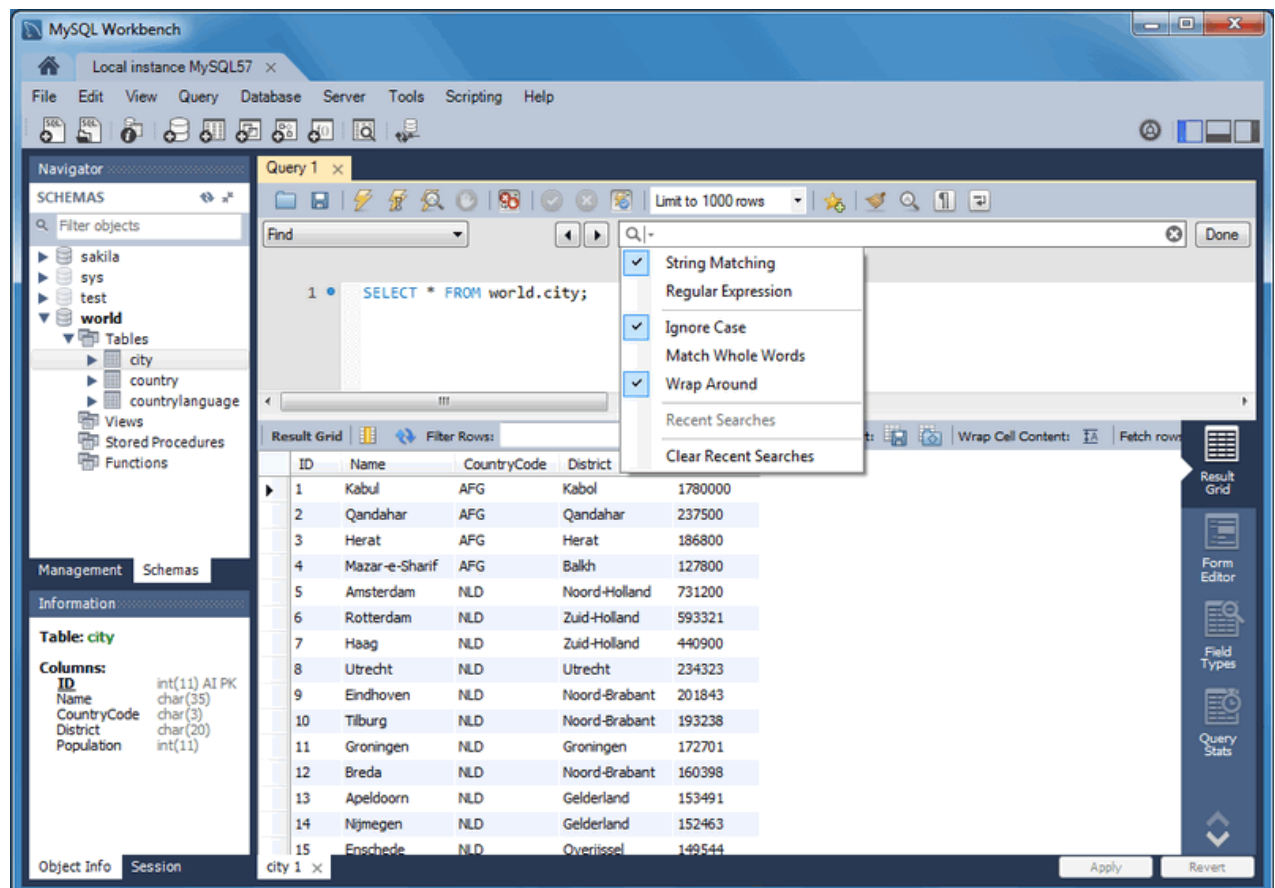 MySQL Workbench
Local instance MySQL57
File Edit View Query Database Server Tools Scripting Help
Navigator
SCHEMAS
Filter objects
sakila
sys
test
world
Tables
city
country
countrylanguage
Views
Stored Procedures
Functions
Management Schemas
Information
Table: city
Columns:
ID int(11) AI PK
Name char(35)
CountryCode char(3)
District char(20)
Population int(11)
Object Info Session
Query 1
Limit to 1000 rows
Find
Done
1 SELECT * FROM world.city;
String Matching
Regular Expression
Ignore Case
Match Whole Words
Wrap Around
Recent Searches
Clear Recent Searches
Result Grid Filter Rows: Wrap Cell Content: Fetch rows
ID Name CountryCode District
1 Kabul AFG Kabol 1780000
2 Qandahar AFG Qandahar 237500
3 Herat AFG Herat 186800
4 Mazar-e-Sharif AFG Balkh 127800
5 Amsterdam NLD Noord-Holland 731200
6 Rotterdam NLD Zuid-Holland 593321
7 Haag NLD Zuid-Holland 440900
8 Utrecht NLD Utrecht 234323
9 Eindhoven NLD Noord-Brabant 201843
10 Tilburg NLD Noord-Brabant 193238
11 Groningen NLD Groningen 172701
12 Breda NLD Noord-Brabant 160398
13 Apeldoorn NLD Gelderland 153491
14 Nijmegen NLD Gelderland 152463
15 Enschede NLD Overijssel 149544
Result
Grid
Form
Editor
Field
Types
Query
Stats
city 1
Apply Revert